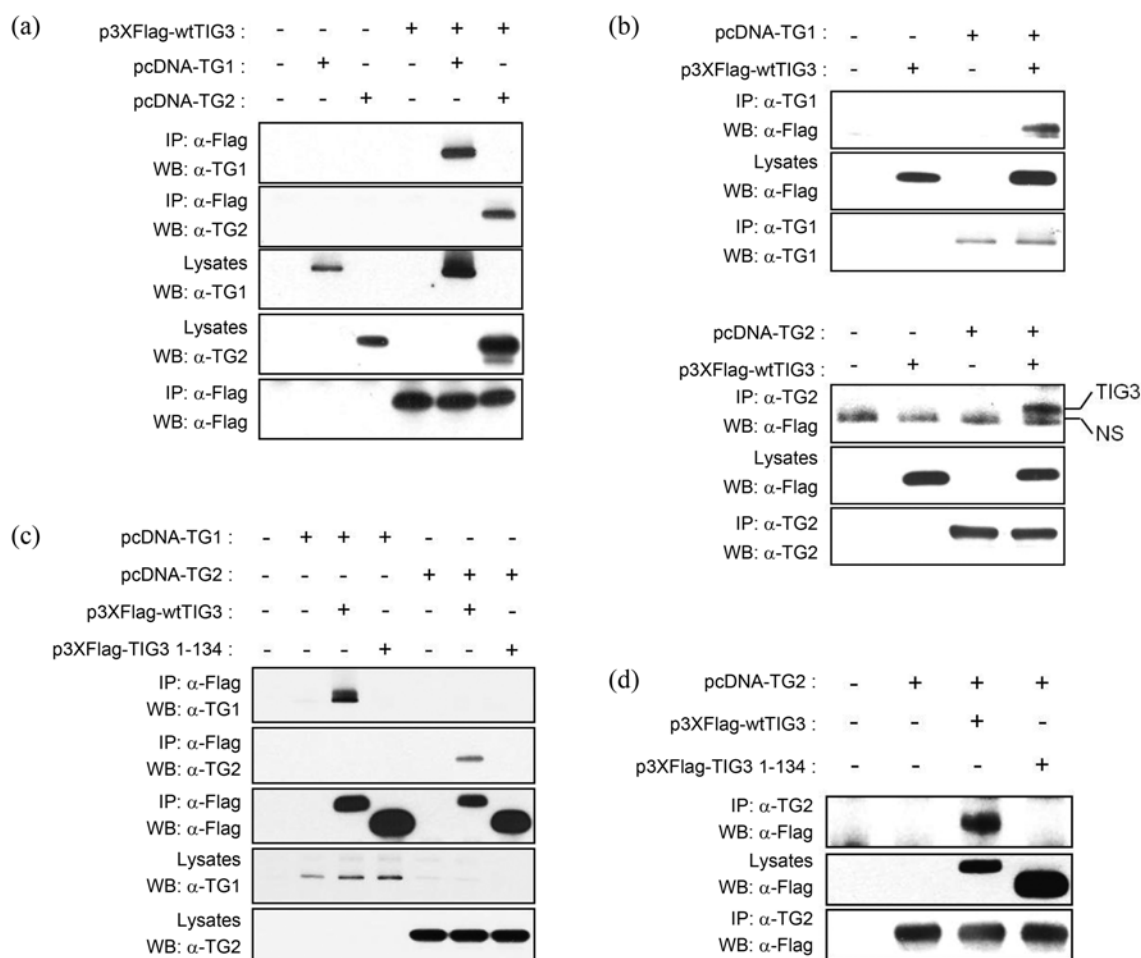 (a)
p3XFlag-wtTIG3 : - - - + + +
pcDNA-TG1 : - + - - + -
pcDNA-TG2 : - - + - - +
IP: α-Flag
WB: α-TG1
IP: α-Flag
WB: α-TG2
Lysates
WB: α-TG1
Lysates
WB: α-TG2
IP: α-Flag
WB: α-Flag
(b)
pcDNA-TG1 : - - + +
p3XFlag-wtTIG3 : - + - +
IP: α-TG1
WB: α-Flag
Lysates
WB: α-Flag
IP: α-TG1
WB: α-TG1
pcDNA-TG2 : - - + +
p3XFlag-wtTIG3 : - + - +
IP: α-TG2
WB: α-Flag
TIG3
NS
Lysates
WB: α-Flag
IP: α-TG2
WB: α-TG2
(c)
pcDNA-TG1 : - + + + - - -
pcDNA-TG2 : - - - - + + +
p3XFlag-wtTIG3 : - - + - - + -
p3XFlag-TIG3 1-134 : - - - + - - +
IP: α-Flag
WB: α-TG1
IP: α-Flag
WB: α-TG2
IP: α-Flag
WB: α-Flag
Lysates
WB: α-TG1
Lysates
WB: α-TG2
(d)
pcDNA-TG2 : - + + +
p3XFlag-wtTIG3 : - - + -
p3XFlag-TIG3 1-134 : - - - +
IP: α-TG2
WB: α-Flag
Lysates
WB: α-Flag
IP: α-TG2
WB: α-Flag